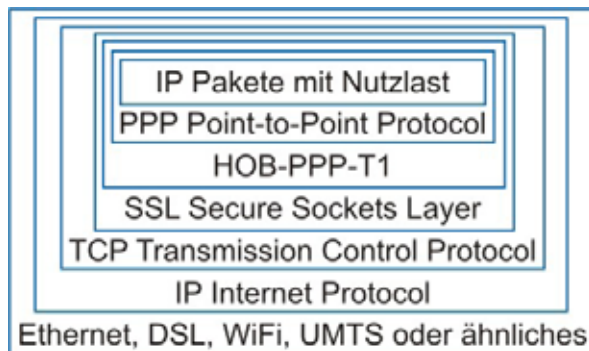 IP Pakete mit Nutzlast
PPP Point-to-Point Protocol
HOB-PPP-T1
SSL Secure Sockets Layer
TCP Transmission Control Protocol
IP Internet Protocol
Ethernet, DSL, WiFi, UMTS oder ähnliches